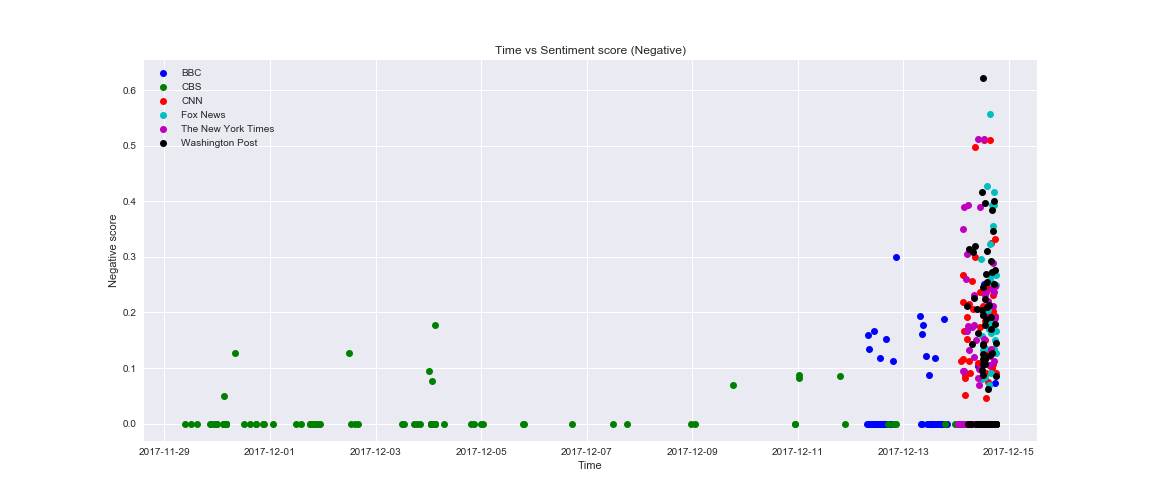 Time vs Sentiment score (Negative)
BBC
CBS
CNN
Fox News
The New York Times
Washington Post
Negative score
0.6
0.5
0.4
0.3
0.2
0.1
0.0
2017-11-29 2017-12-01 2017-12-03 2017-12-05 2017-12-07 2017-12-09 2017-12-11 2017-12-13 2017-12-15
Time